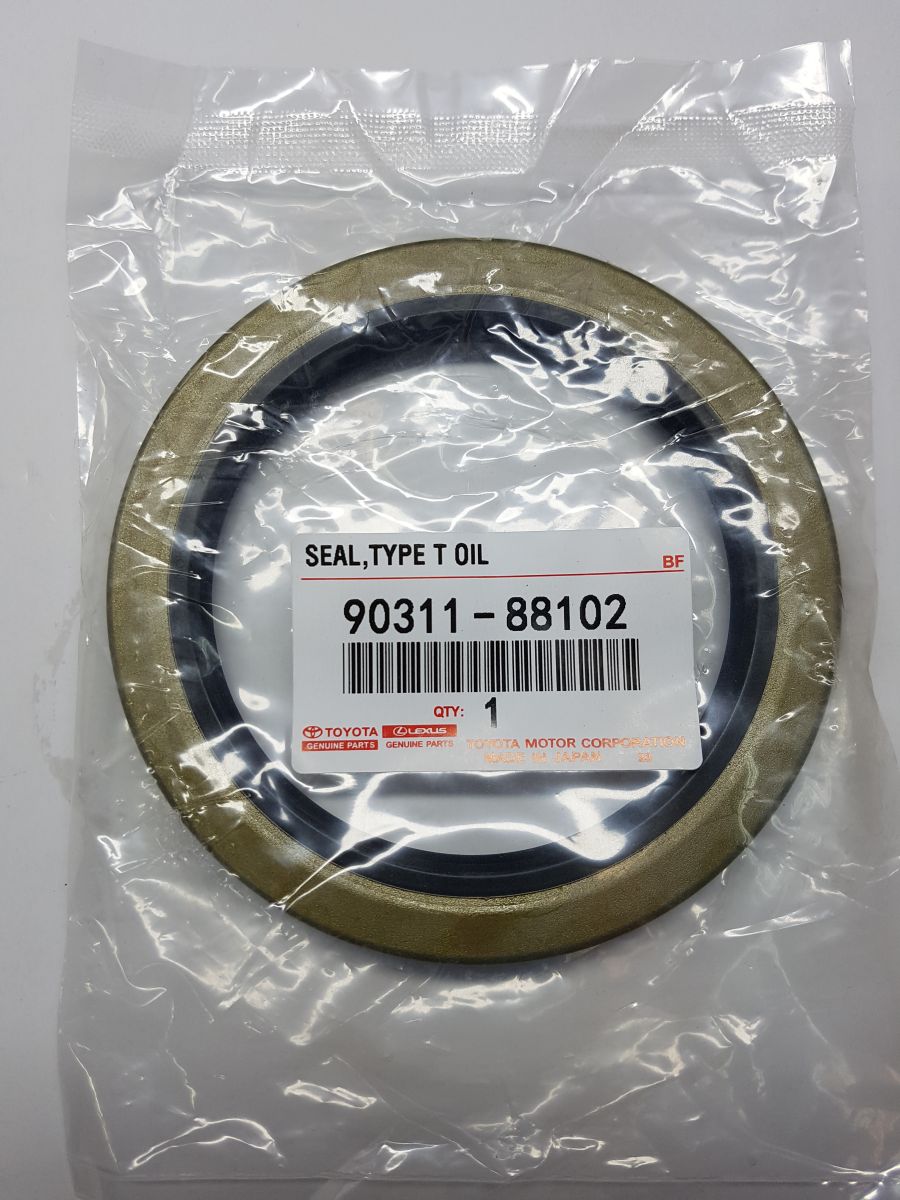 SEAL,TYPE T OIL
BF
90311-88102
QTY: 1
TOYOTA
GENUINE PARTS
LEXUS
GENUINE PARTS
TOYOTA MOTOR CORPORATION
MADE IN JAPAN